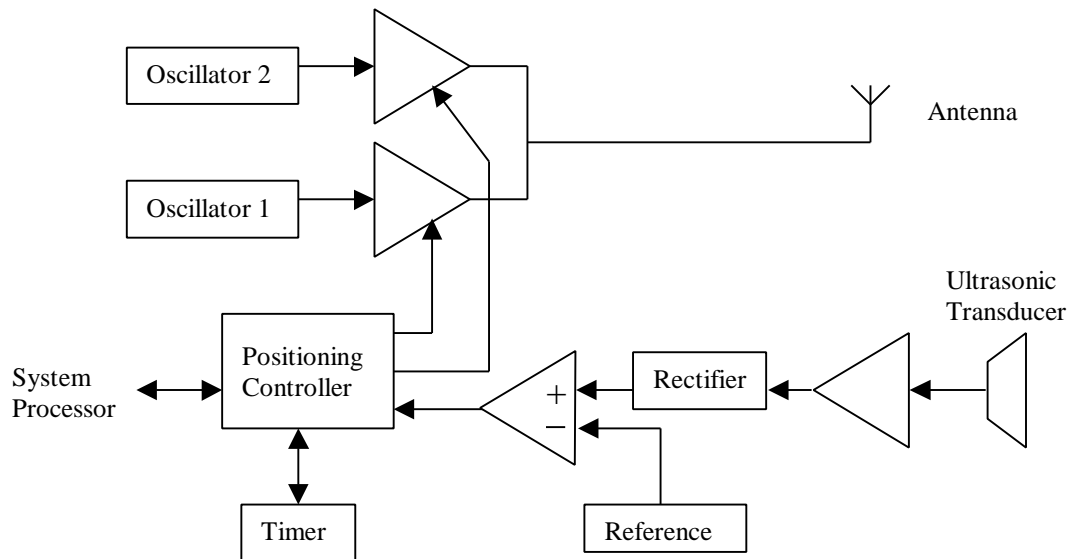 Oscillator 2
Antenna
Oscillator 1
Ultrasonic
Transducer
Positioning
Controller
System
Processor
Rectifier
+
−
Timer
Reference